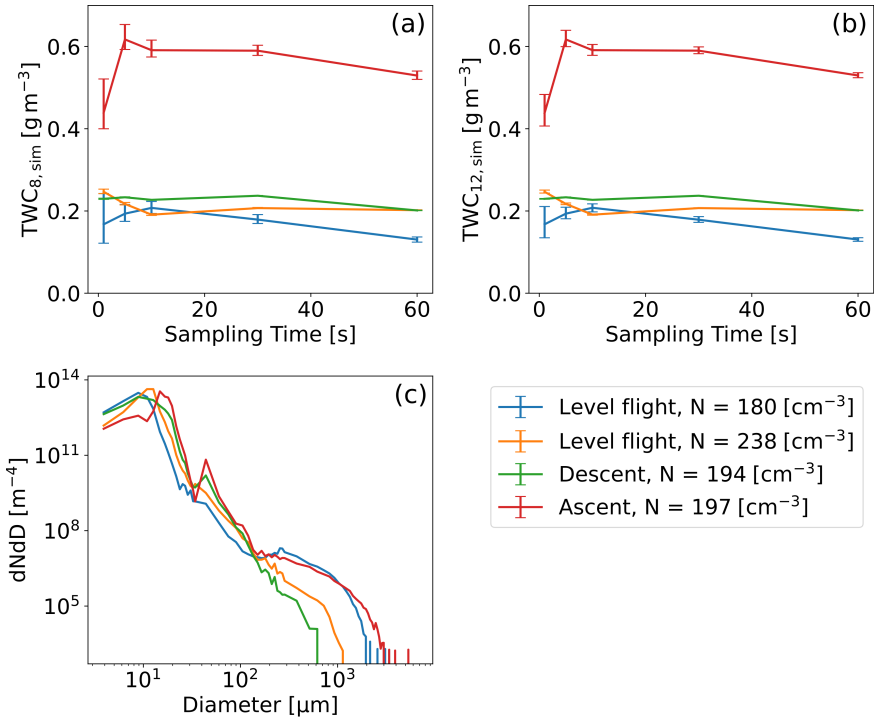 (a)
TWC₈,sim [g m⁻³]
0.6
0.4
0.2
0.0
0 20 40 60
Sampling Time [s]
(b)
TWC₁₂,sim [g m⁻³]
0.6
0.4
0.2
0.0
0 20 40 60
Sampling Time [s]
(c)
dNdD [m⁻⁴]
10¹⁴
10¹¹
10⁸
10⁵
10¹ 10² 10³
Diameter [µm]
Level flight, N = 180 [cm⁻³]
Level flight, N = 238 [cm⁻³]
Descent, N = 194 [cm⁻³]
Ascent, N = 197 [cm⁻³]